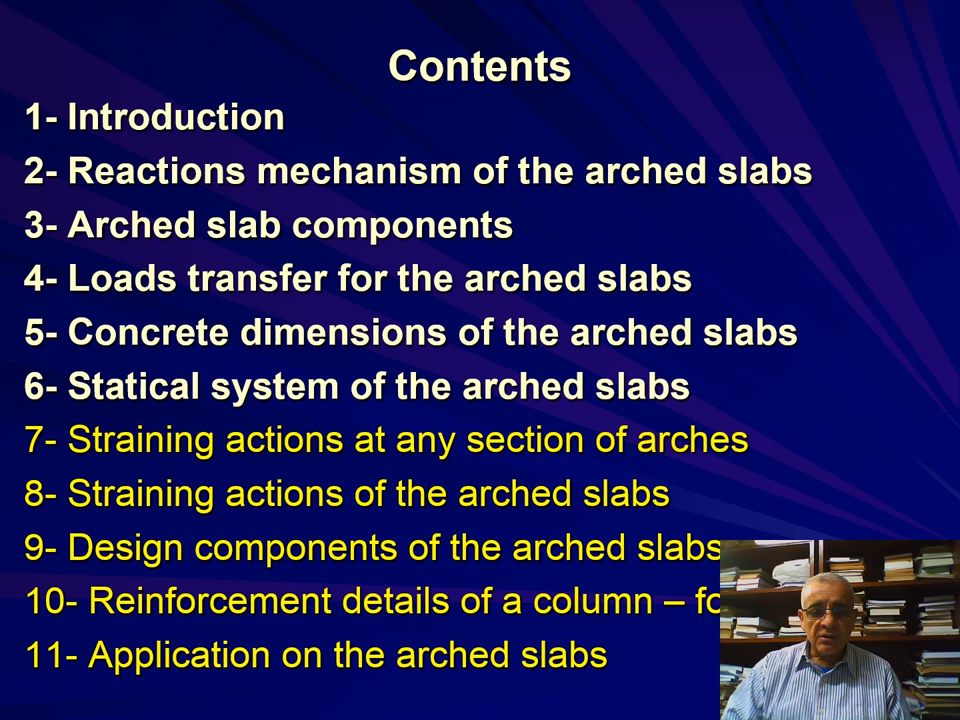 Contents
1- Introduction
2- Reactions mechanism of the arched slabs
3- Arched slab components
4- Loads transfer for the arched slabs
5- Concrete dimensions of the arched slabs
6- Statical system of the arched slabs
7- Straining actions at any section of arches
8- Straining actions of the arched slabs
9- Design components of the arched slabs
10- Reinforcement details of a column –
11- Application on the arched slabs